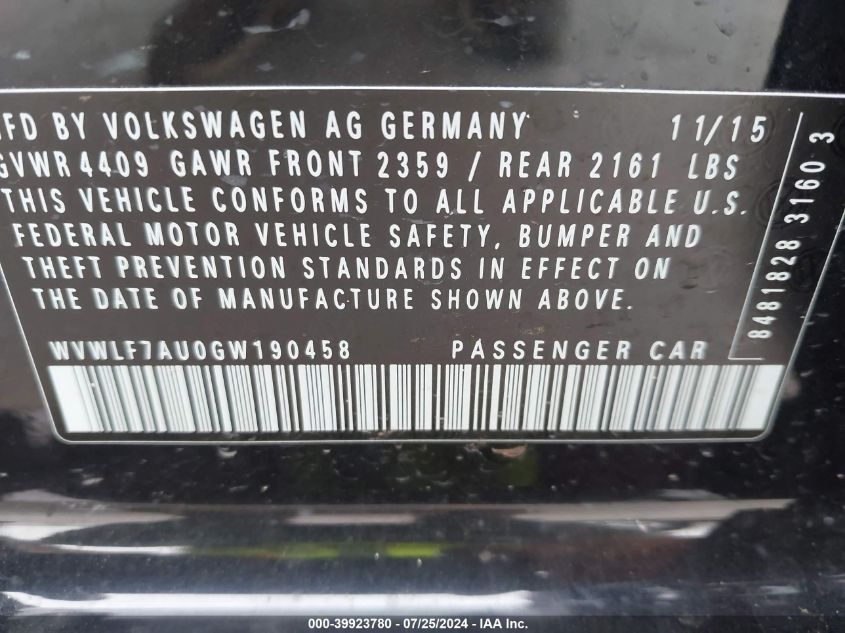 MFD BY VOLKSWAGEN AG GERMANY 11/15
GVWR 4409 GAWR FRONT 2359 / REAR 2161 LBS
THIS VEHICLE CONFORMS TO ALL APPLICABLE U.S.
FEDERAL MOTOR VEHICLE SAFETY, BUMPER AND
THEFT PREVENTION STANDARDS IN EFFECT ON
THE DATE OF MANUFACTURE SHOWN ABOVE.
WVWLF7AU0GW190458 PASSENGER CAR
8481828 3160 3
000-39923780 - 07/25/2024 - IAA Inc.